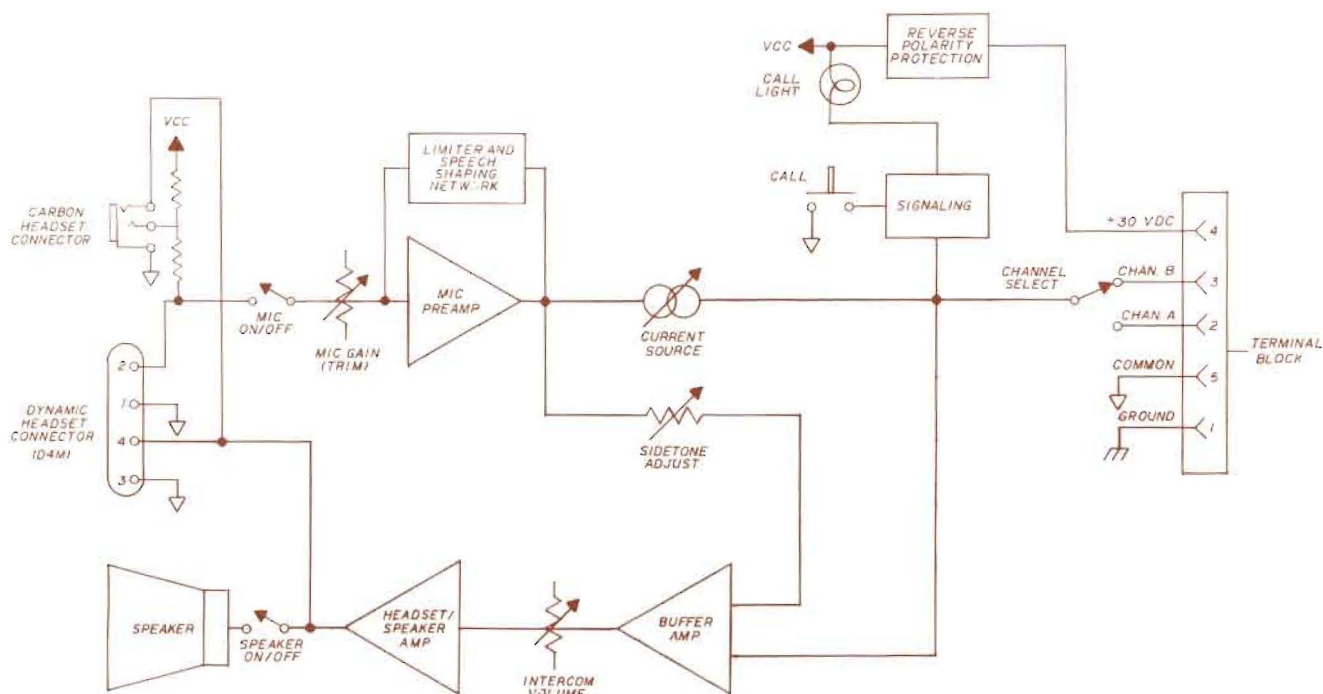 REVERSE
POLARITY
PROTECTION
VCC
CALL
LIGHT
VCC
LIMITER AND
SPEECH
SHAPING
NETWORK
CALL
SIGNALING
CARBON
HEADSET
CONNECTOR
+30 VDC
4
CHANNEL
SELECT
CHAN. B
3
MIC
ON/OFF
MIC
PREAMP
MIC GAIN
(TRIM)
CURRENT
SOURCE
CHAN. A
2
TERMINAL
BLOCK
COMMON
5
GROUND
1
DYNAMIC
HEADSET
CONNECTOR
(D4M)
2
1
4
3
SIDETONE
ADJUST
SPEAKER
SPEAKER
ON/OFF
HEADSET/
SPEAKER
AMP
INTERCOM
VOLUME
BUFFER
AMP